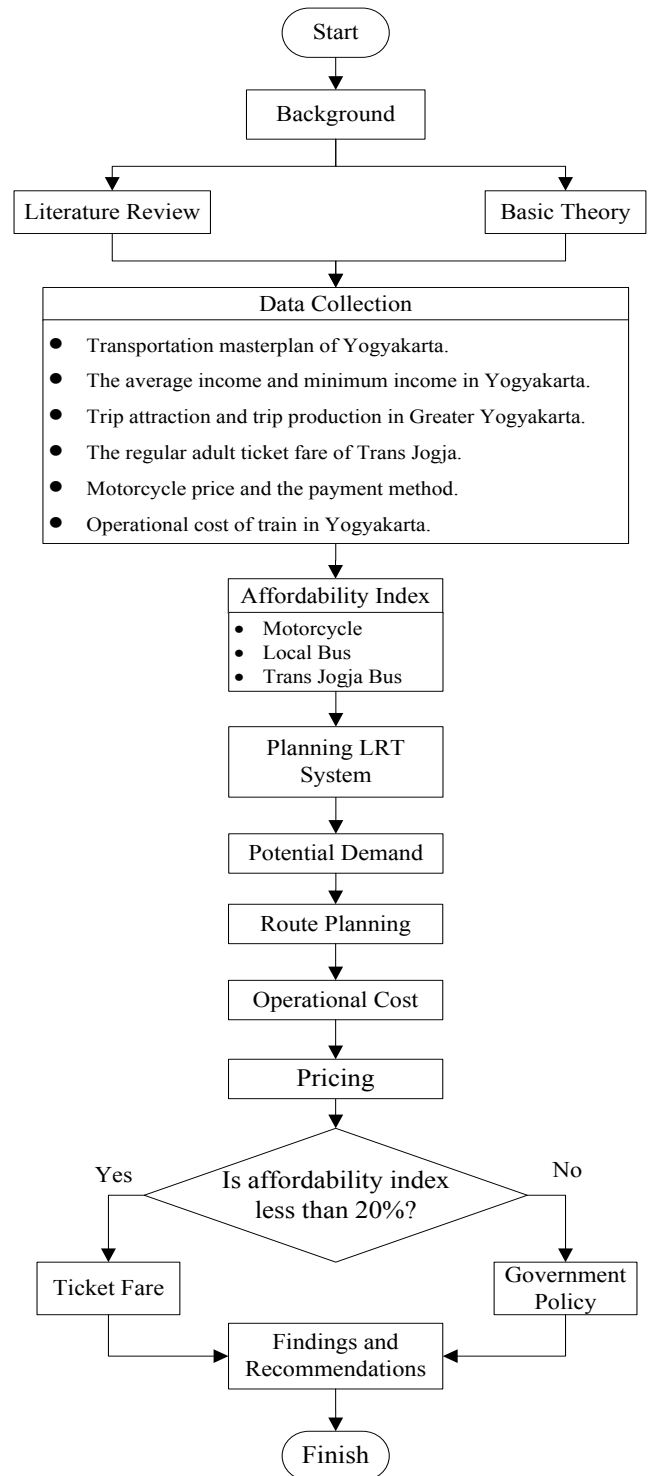 Start
Background
Literature Review
Basic Theory
Data Collection
● Transportation masterplan of Yogyakarta.
● The average income and minimum income in Yogyakarta.
● Trip attraction and trip production in Greater Yogyakarta.
● The regular adult ticket fare of Trans Jogja.
● Motorcycle price and the payment method.
● Operational cost of train in Yogyakarta.
Affordability Index
● Motorcycle
● Local Bus
● Trans Jogja Bus
Planning LRT
System
Potential Demand
Route Planning
Operational Cost
Pricing
Is affordability index
less than 20%?
Yes
No
Ticket Fare
Government
Policy
Findings and
Recommendations
Finish